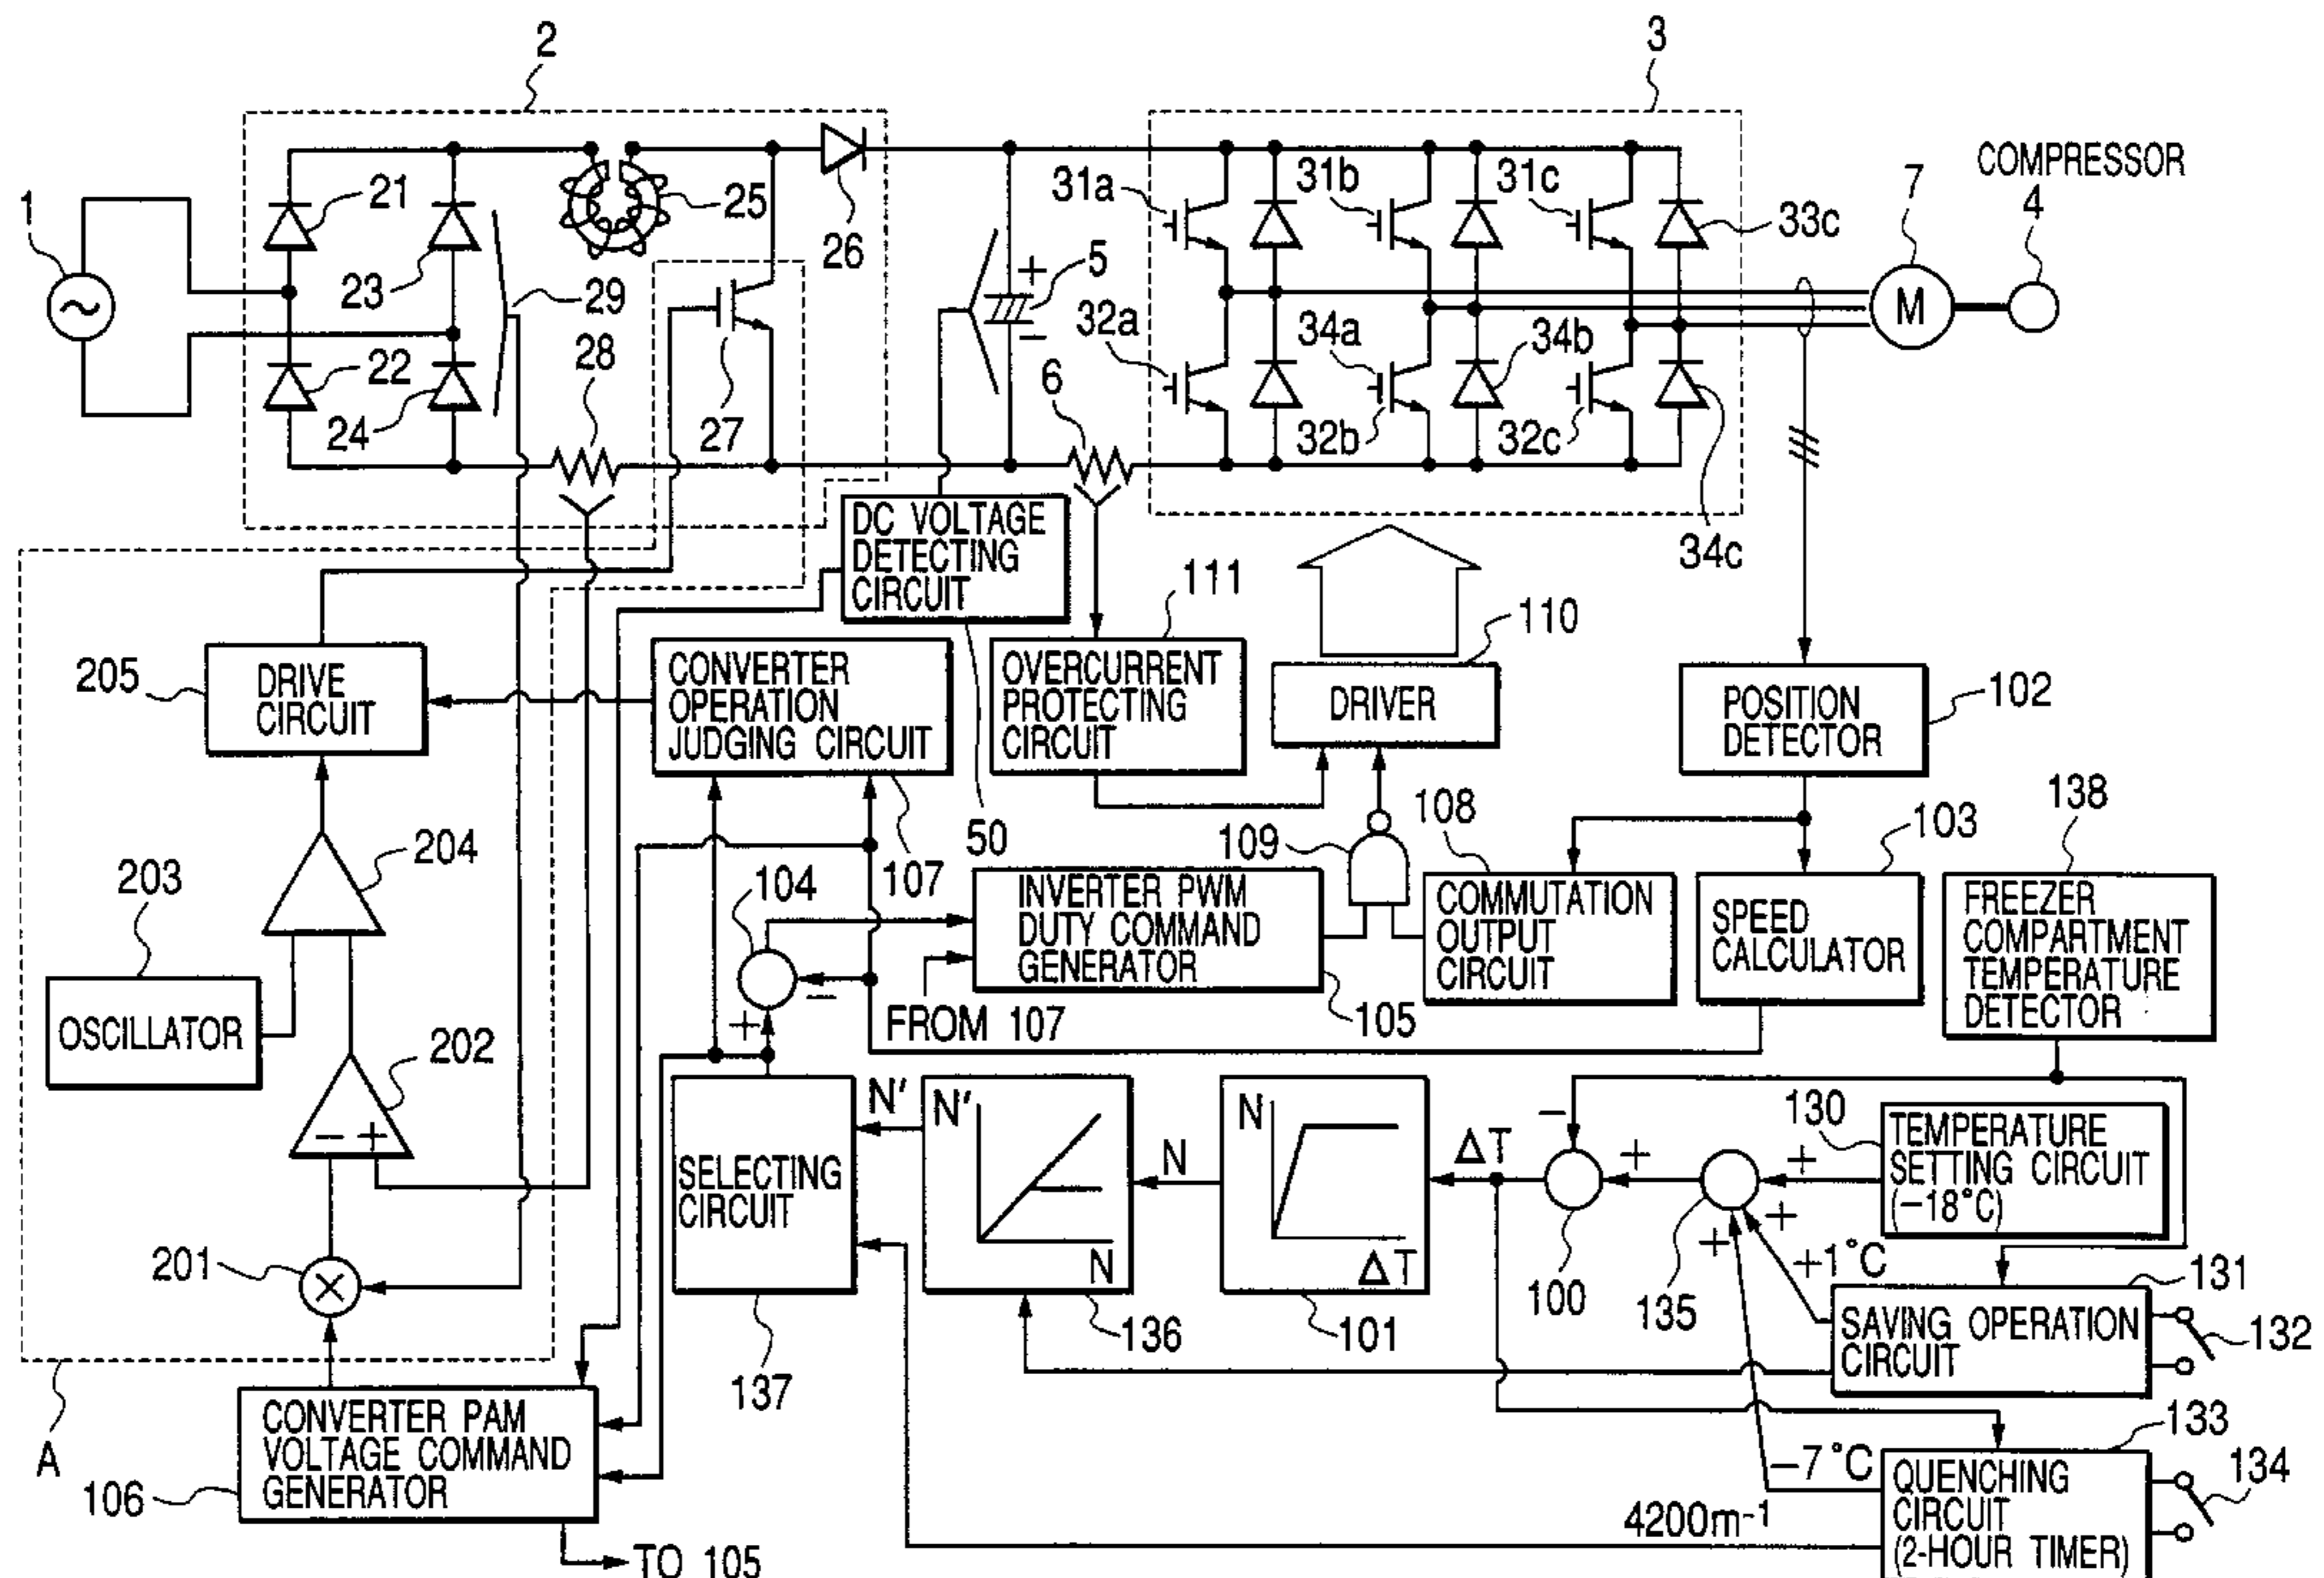 2
3
COMPRESSOR
4
7
1
21
22
23
24
25
26
27
28
29
5
+
−
6
31a
31b
31c
33c
32a
34a
34b
32b
32c
34c
M
DC VOLTAGE
DETECTING
CIRCUIT
50
111
110
205
DRIVE
CIRCUIT
CONVERTER
OPERATION
JUDGING CIRCUIT
107
OVERCURRENT
PROTECTING
CIRCUIT
DRIVER
POSITION
DETECTOR
102
138
103
108
109
204
203
OSCILLATOR
202
− +
201
104
−
+
INVERTER PWM
DUTY COMMAND
GENERATOR
105
FROM 107
COMMUTATION
OUTPUT
CIRCUIT
SPEED
CALCULATOR
FREEZER
COMPARTMENT
TEMPERATURE
DETECTOR
SELECTING
CIRCUIT
137
N'
N'
N
136
N
N
ΔT
101
ΔT
−
+
100
+
+
+
135
130
TEMPERATURE
SETTING CIRCUIT
(−18°C)
+1°C
131
SAVING OPERATION
CIRCUIT
132
133
−7°C
QUENCHING
CIRCUIT
(2-HOUR TIMER)
134
4200m-1
A
CONVERTER PAM
VOLTAGE COMMAND
GENERATOR
106
TO 105